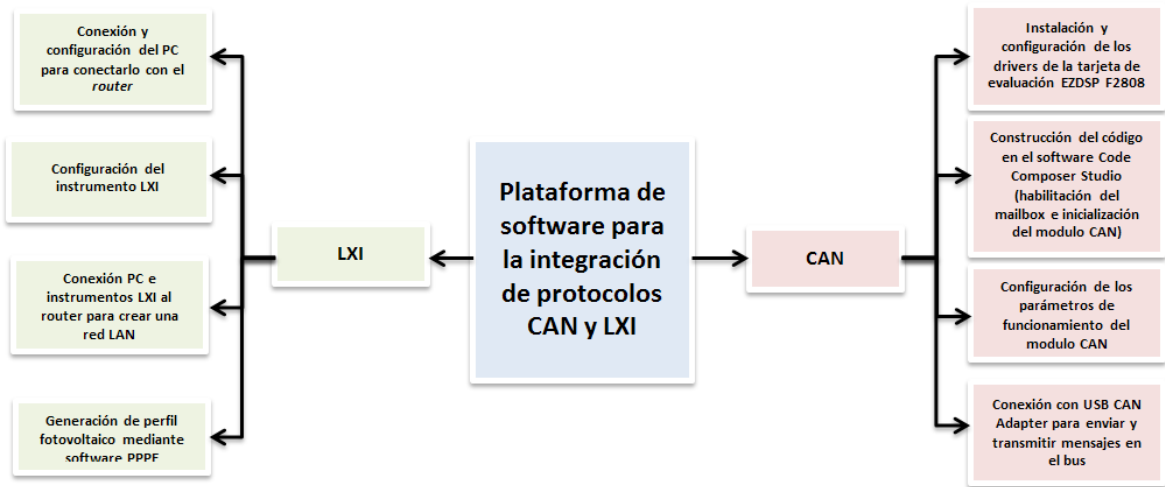 Conexión y
configuración del PC
para conectarlo con el
router
Configuración del
instrumento LXI
Conexión PC e
instrumentos LXI al
router para crear una
red LAN
Generación de perfil
fotovoltaico mediante
software PPPE
LXI
Plataforma de
software para
la integración
de protocolos
CAN y LXI
CAN
Instalación y
configuración de los
drivers de la tarjeta de
evaluación EZDSP F2808
Construcción del código
en el software Code
Composer Studio
(habilitación del
mailbox e inicialización
del modulo CAN)
Configuración de los
parámetros de
funcionamiento del
modulo CAN
Conexión con USB CAN
Adapter para enviar y
transmitir mensajes en
el bus